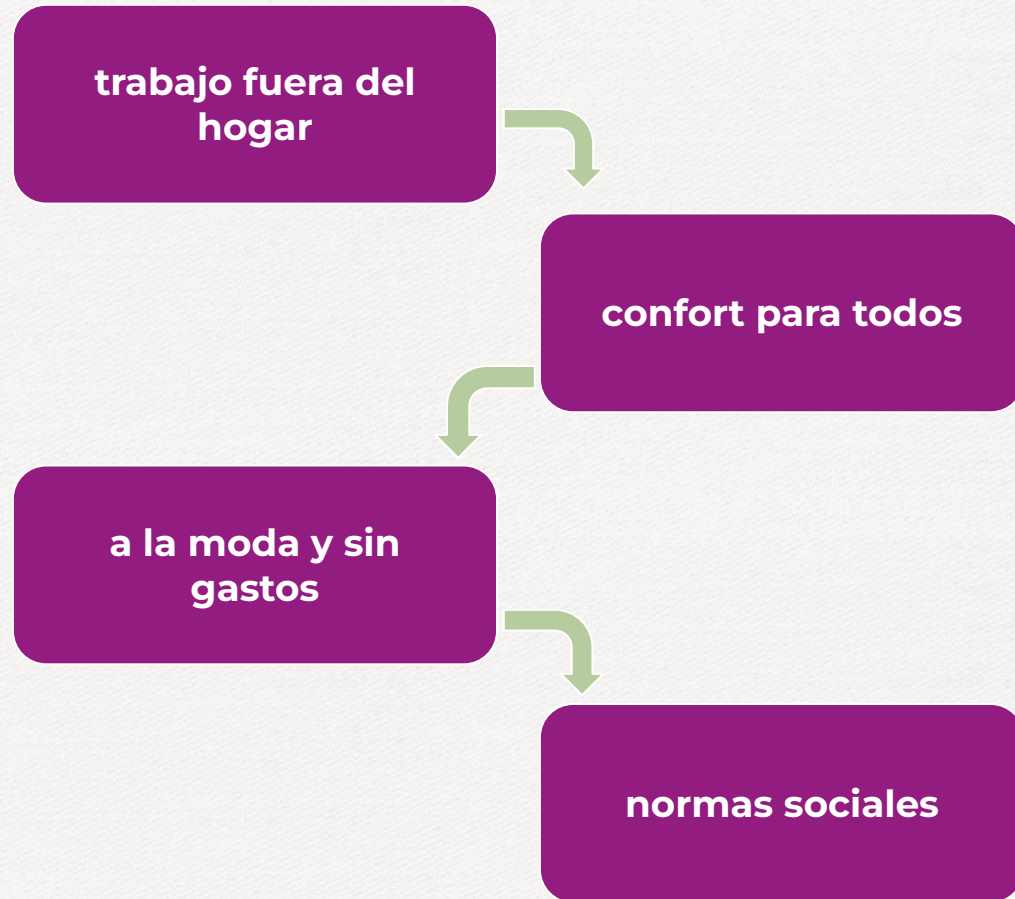 trabajo fuera del
hogar
confort para todos
a la moda y sin
gastos
normas sociales